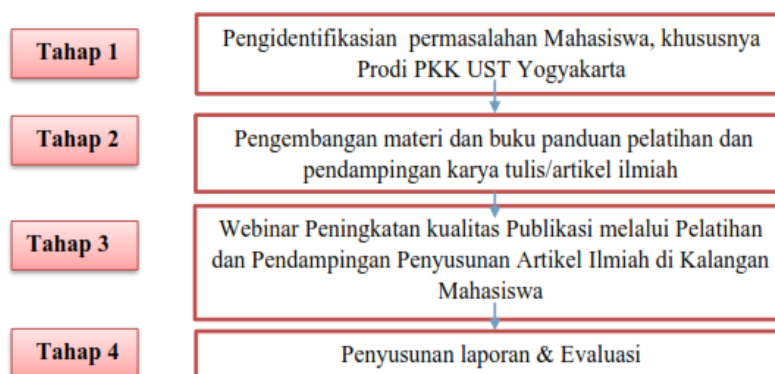 Tahap 1
Pengidentifikasian permasalahan Mahasiswa, khususnya
Prodi PKK UST Yogyakarta
Tahap 2
Pengembangan materi dan buku panduan pelatihan dan
pendampingan karya tulis/artikel ilmiah
Tahap 3
Webinar Peningkatan kualitas Publikasi melalui Pelatihan
dan Pendampingan Penyusunan Artikel Ilmiah di Kalangan
Mahasiswa
Tahap 4
Penyusunan laporan & Evaluasi